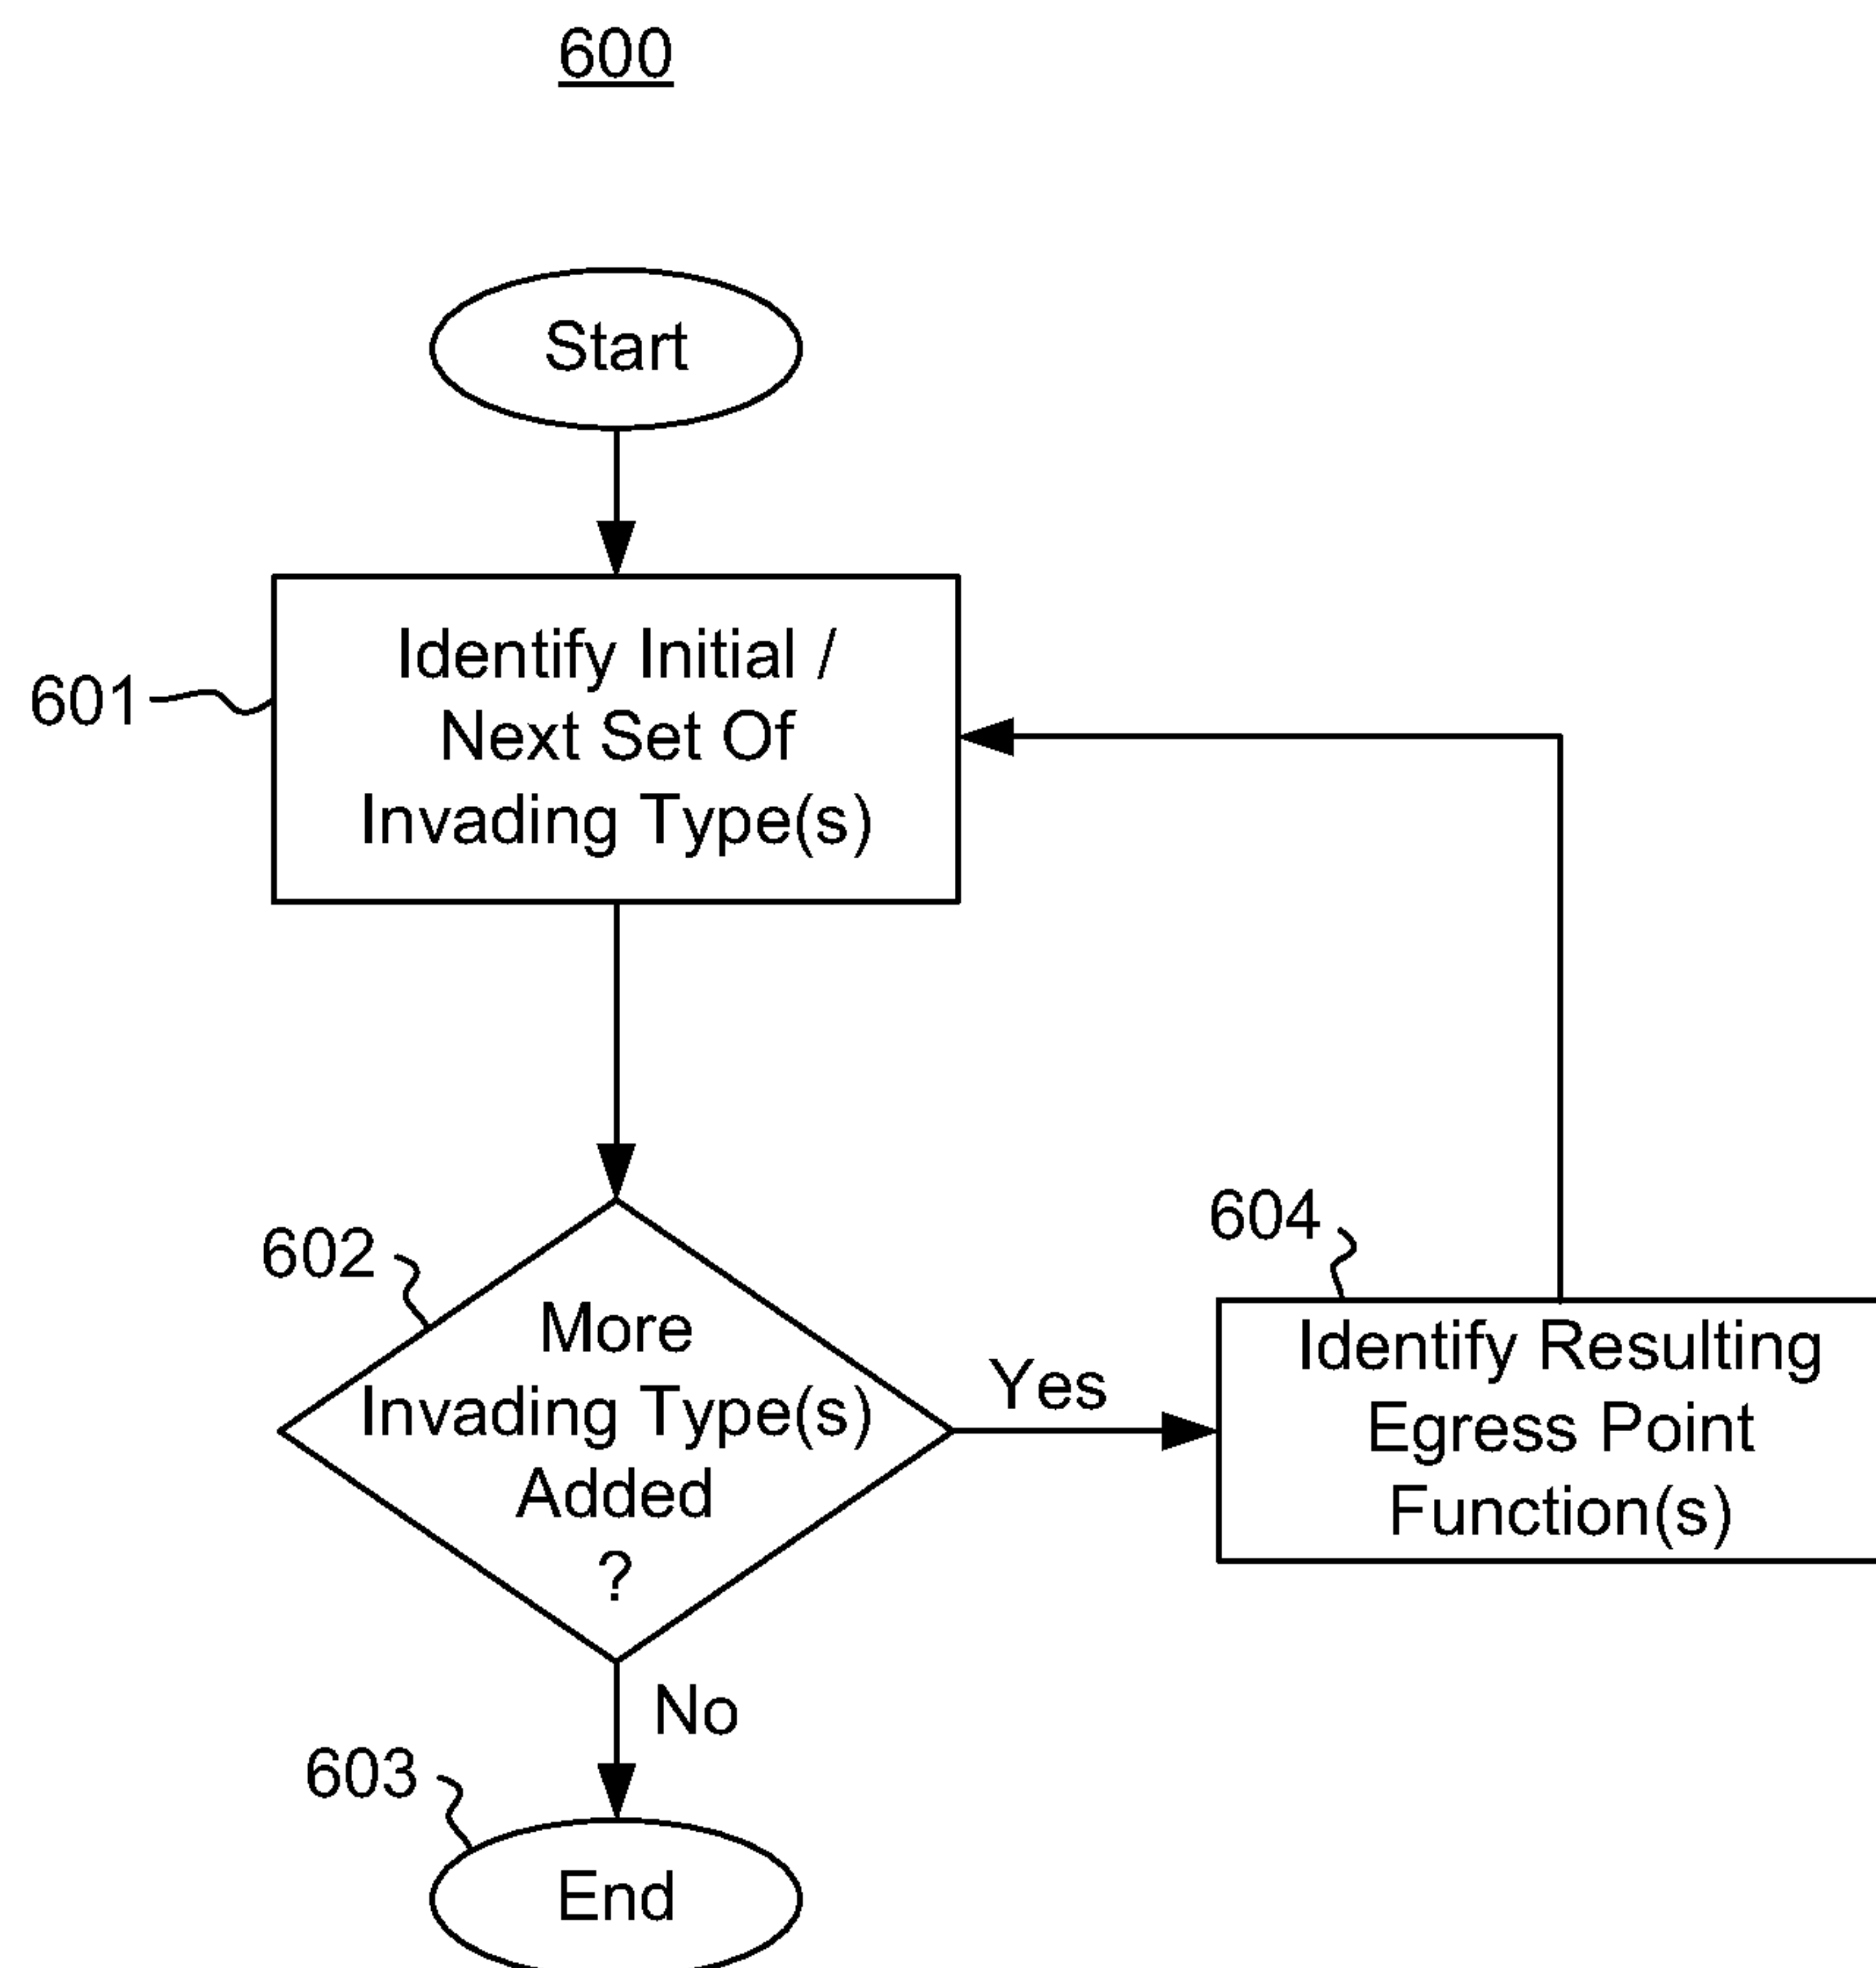 600
Start
601
Identify Initial /
Next Set Of
Invading Type(s)
602
More
Invading Type(s)
Added
?
Yes
604
Identify Resulting
Egress Point
Function(s)
No
603
End